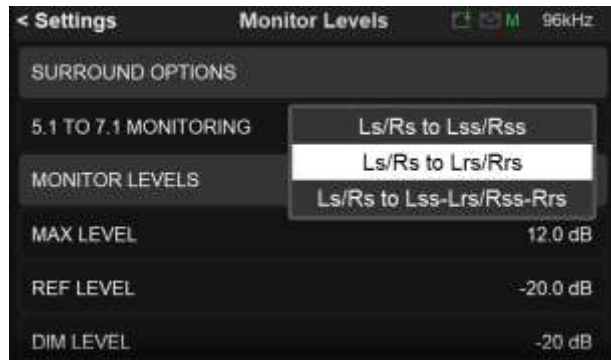 < Settings Monitor Levels M 96kHz
SURROUND OPTIONS
5.1 TO 7.1 MONITORING
Ls/Rs to Lss/Rss
Ls/Rs to Lrs/Rrs
MONITOR LEVELS
Ls/Rs to Lss-Lrs/Rss-Rrs
MAX LEVEL 12.0 dB
REF LEVEL -20.0 dB
DIM LEVEL -20 dB